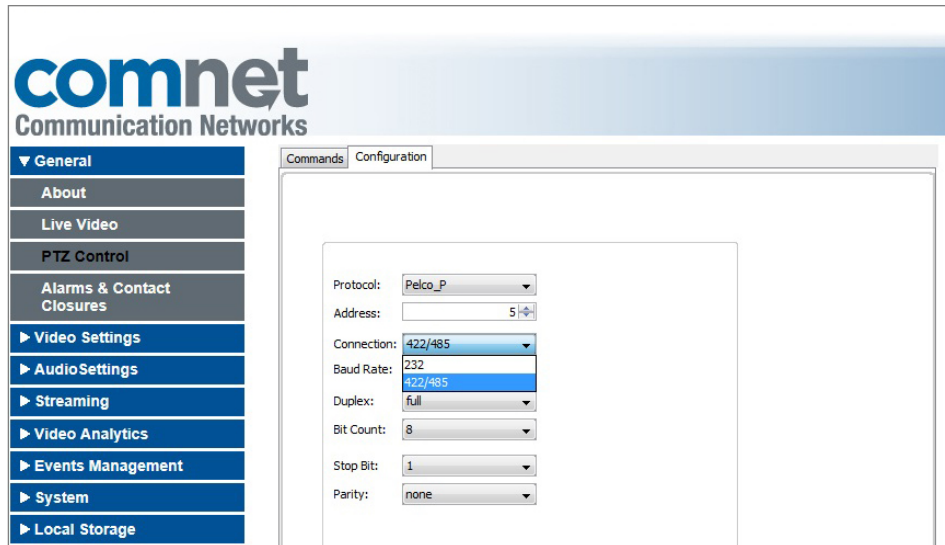 comnet
Communication Networks
General
About
Live Video
PTZ Control
Alarms & Contact
Closures
Video Settings
AudioSettings
Streaming
Video Analytics
Events Management
System
Local Storage
Commands
Configuration
Protocol: Pelco_P
Address: 5
Connection: 422/485
232
422/485
Baud Rate:
Duplex: full
Bit Count: 8
Stop Bit: 1
Parity: none